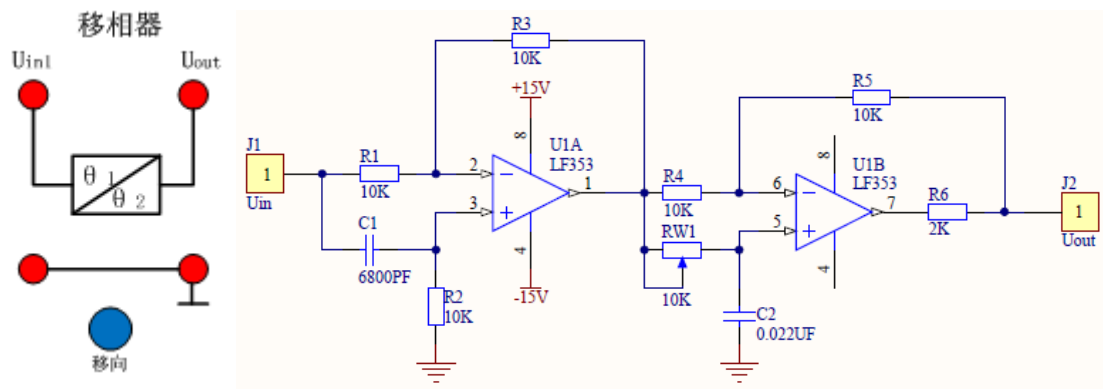 移相器
Uin1
Uout
θ 1
θ 2
移向
J1
1
Uin
R1
10K
C1
6800PF
R2
10K
R3
10K
+15V
8
U1A
LF353
2
3
1
4
-15V
R4
10K
RW1
10K
C2
0.022UF
R5
10K
8
U1B
LF353
6
5
7
4
R6
2K
J2
1
Uout